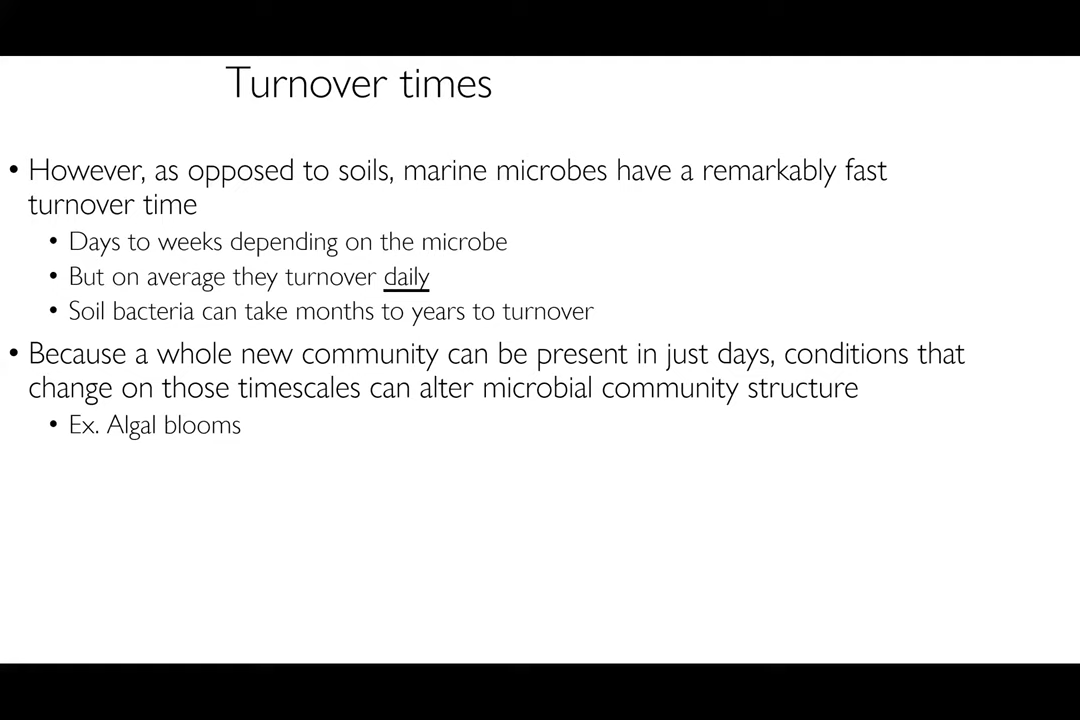 Turnover times
• However, as opposed to soils, marine microbes have a remarkably fast
turnover time
• Days to weeks depending on the microbe
• But on average they turnover daily
• Soil bacteria can take months to years to turnover
• Because a whole new community can be present in just days, conditions that
change on those timescales can alter microbial community structure
• Ex. Algal blooms